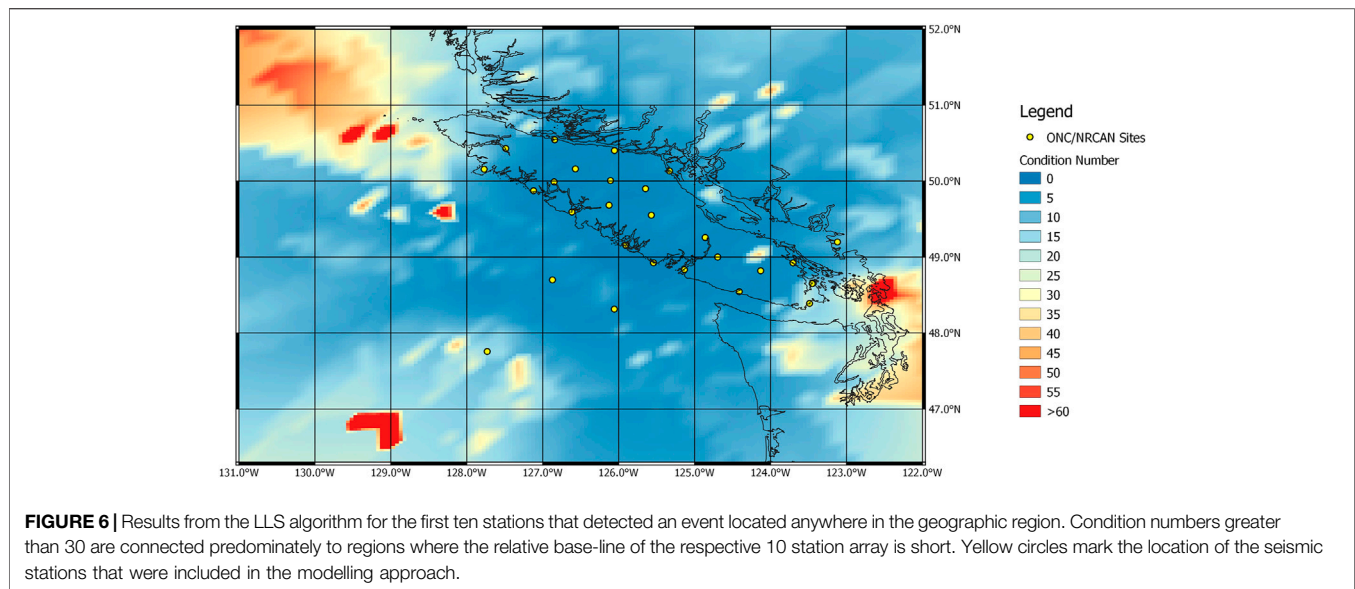 52.0°N
51.0°N
50.0°N
49.0°N
48.0°N
47.0°N
131.0°W 130.0°W 129.0°W 128.0°W 127.0°W 126.0°W 125.0°W 124.0°W 123.0°W 122.0°W
Legend
ONC/NRCAN Sites
Condition Number
0
5
10
15
20
25
30
35
40
45
50
55
>60
FIGURE 6 | Results from the LLS algorithm for the first ten stations that detected an event located anywhere in the geographic region. Condition numbers greater
than 30 are connected predominately to regions where the relative base-line of the respective 10 station array is short. Yellow circles mark the location of the seismic
stations that were included in the modelling approach.